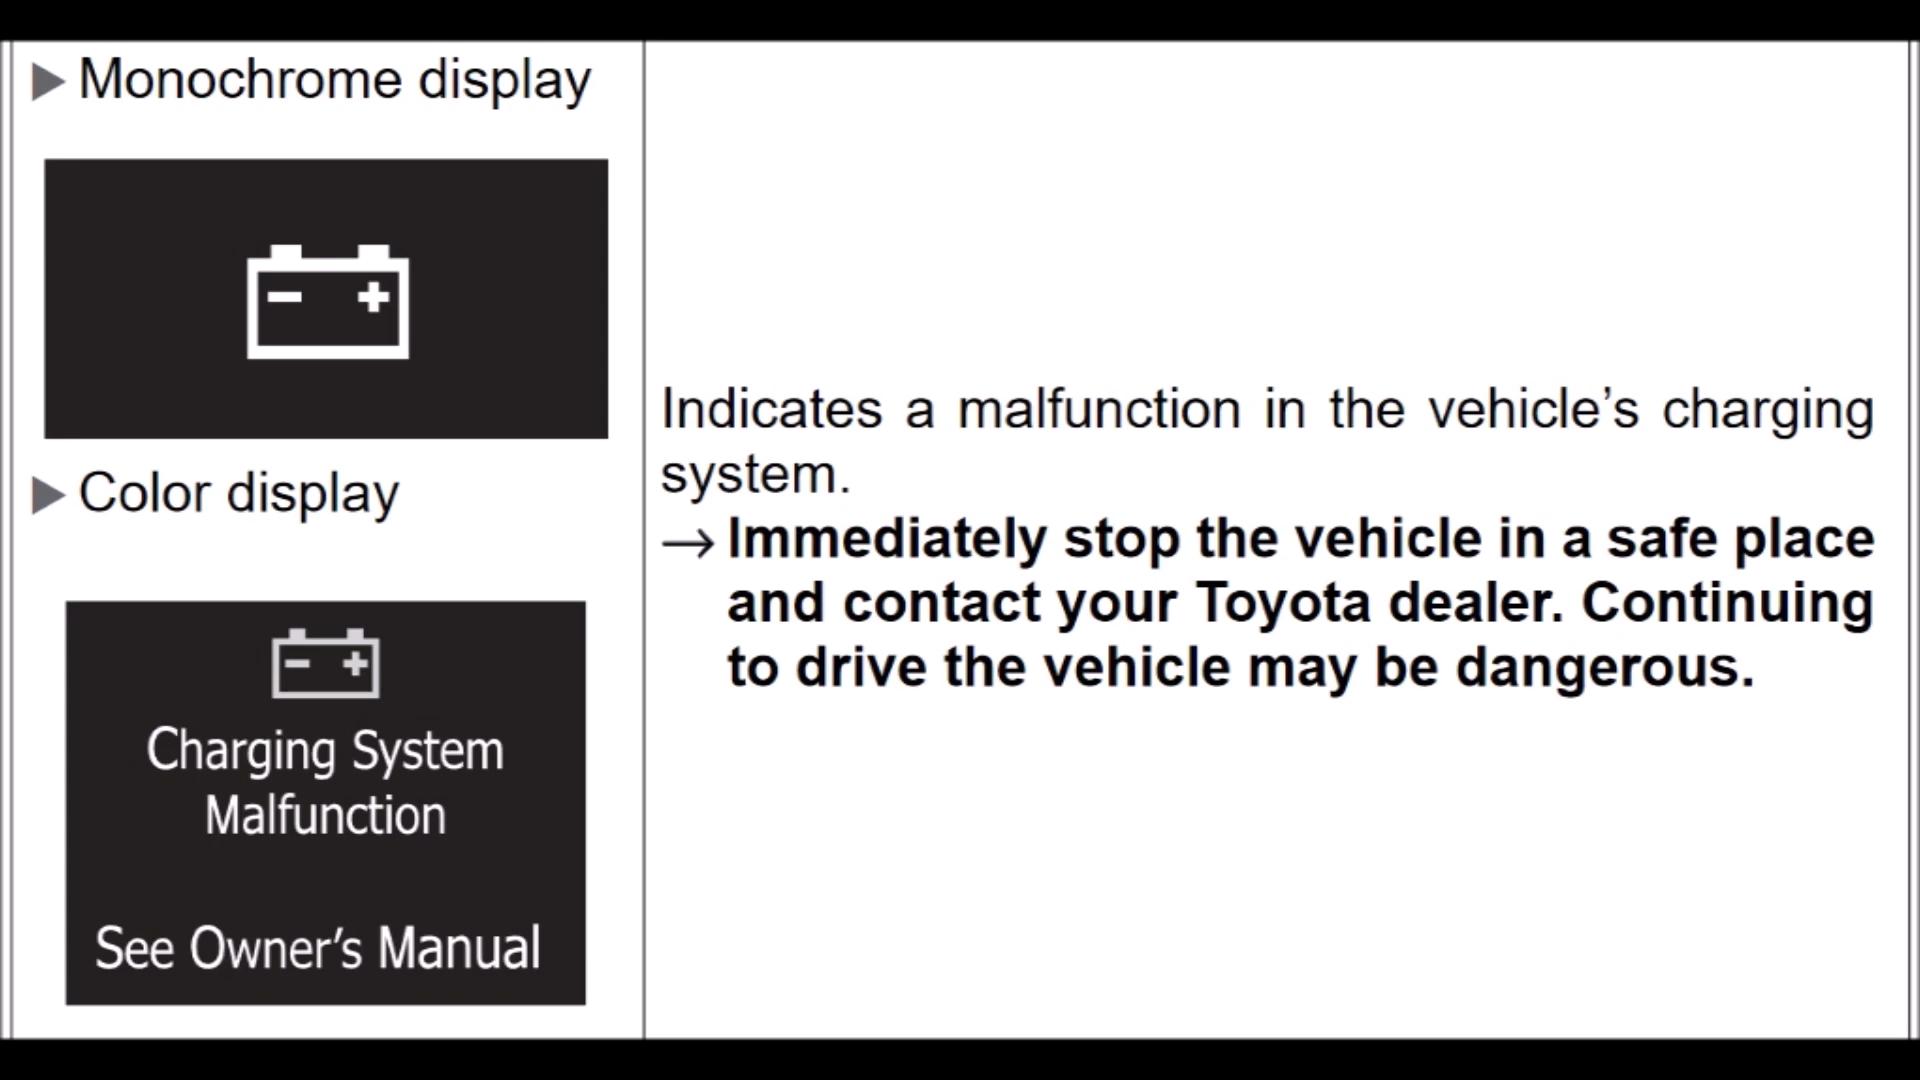 Monochrome display
Color display
Charging System
Malfunction
See Owner’s Manual
Indicates a malfunction in the vehicle’s charging
system.
→ Immediately stop the vehicle in a safe place
and contact your Toyota dealer. Continuing
to drive the vehicle may be dangerous.